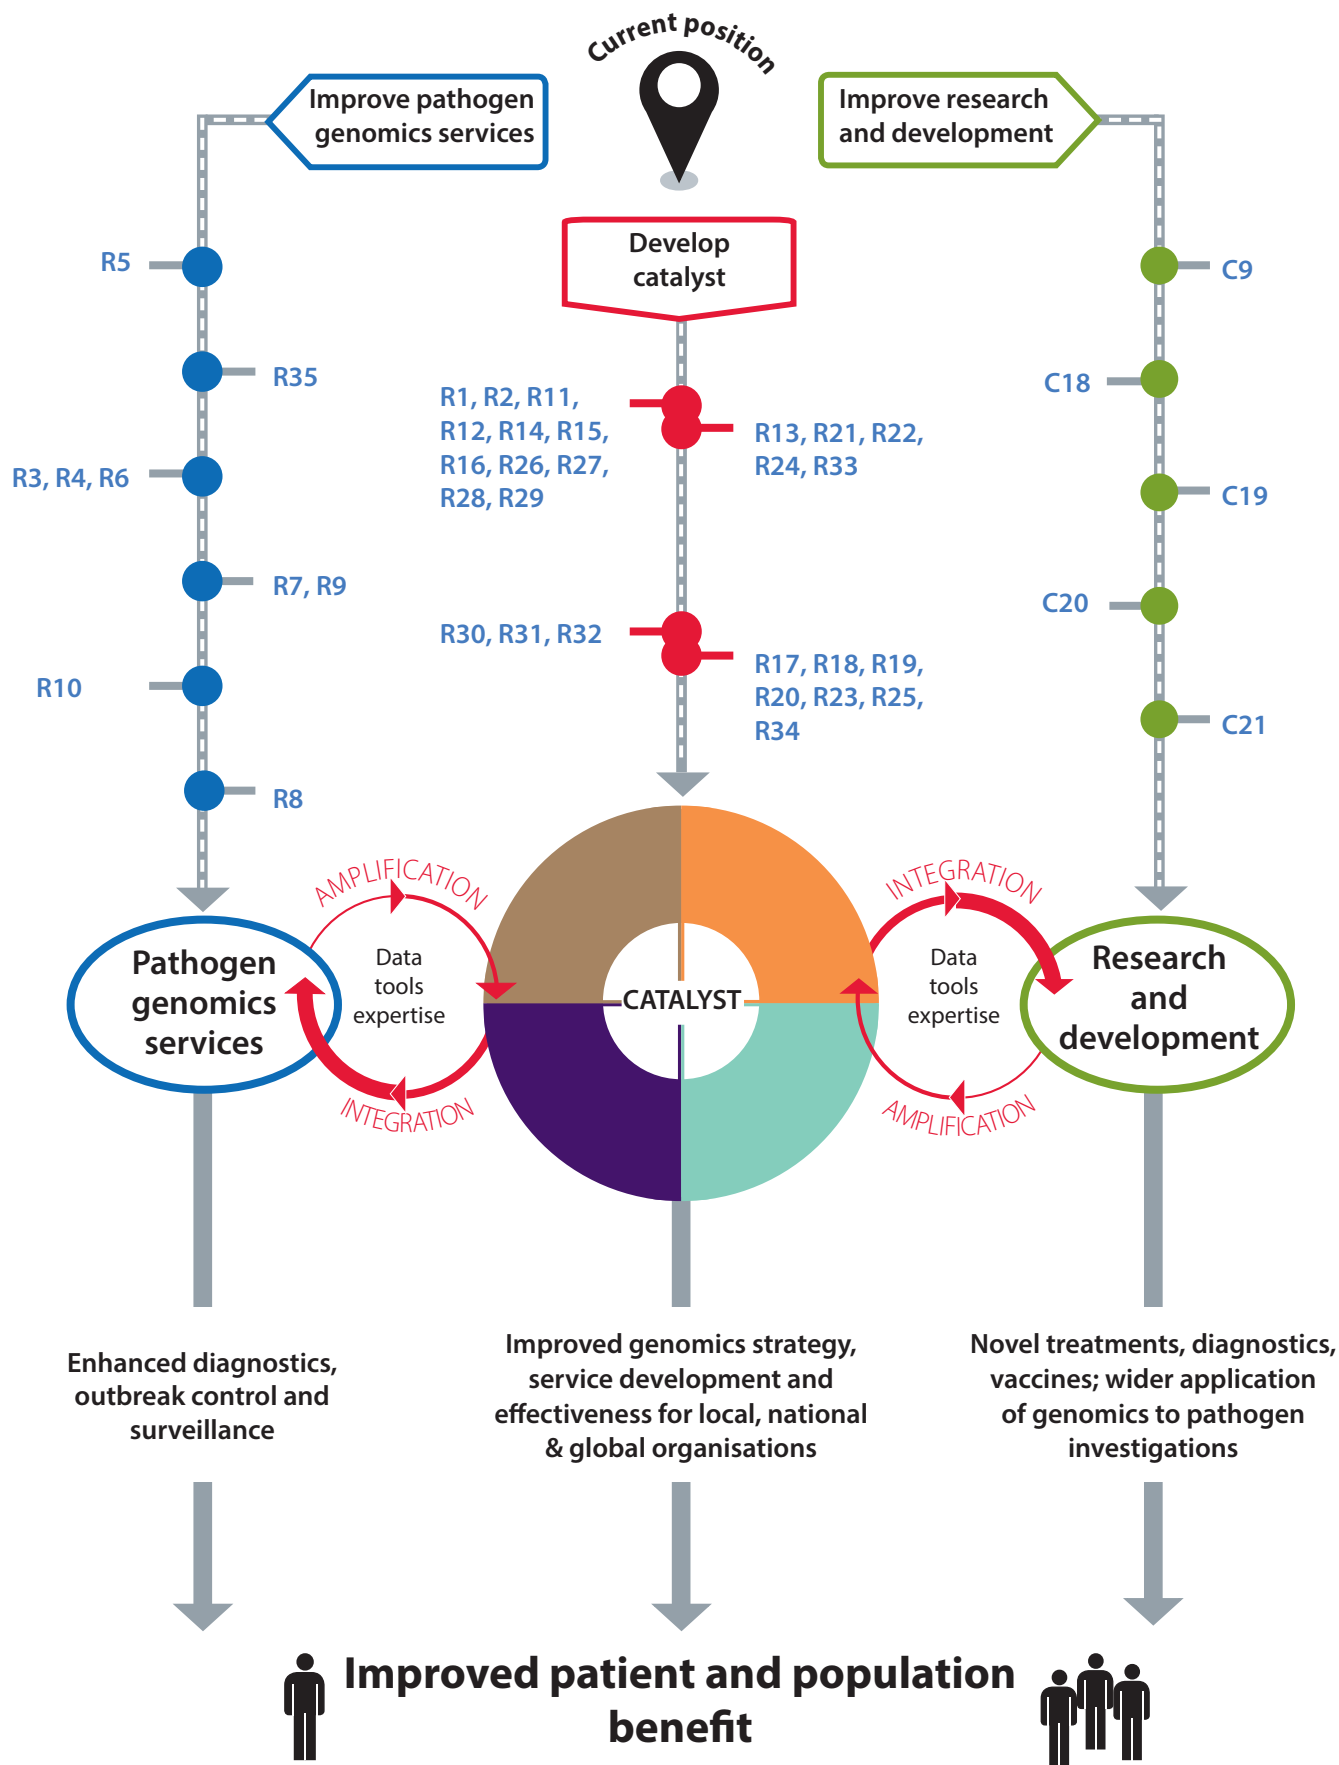 Current position
Improve pathogen
genomics services
Improve research
and development
Develop
catalyst
R5
R35
R3, R4, R6
R7, R9
R10
R8
R1, R2, R11,
R12, R14, R15,
R16, R26, R27,
R28, R29
R13, R21, R22,
R24, R33
R30, R31, R32
R17, R18, R19,
R20, R23, R25,
R34
C9
C18
C19
C20
C21
AMPLIFICATION
Data
tools
expertise
INTEGRATION
Pathogen
genomics
services
CATALYST
INTEGRATION
Data
tools
expertise
AMPLIFICATION
Research
and
development
Enhanced diagnostics,
outbreak control and
surveillance
Improved genomics strategy,
service development and
effectiveness for local, national
& global organisations
Novel treatments, diagnostics,
vaccines; wider application
of genomics to pathogen
investigations
Improved patient and population
benefit